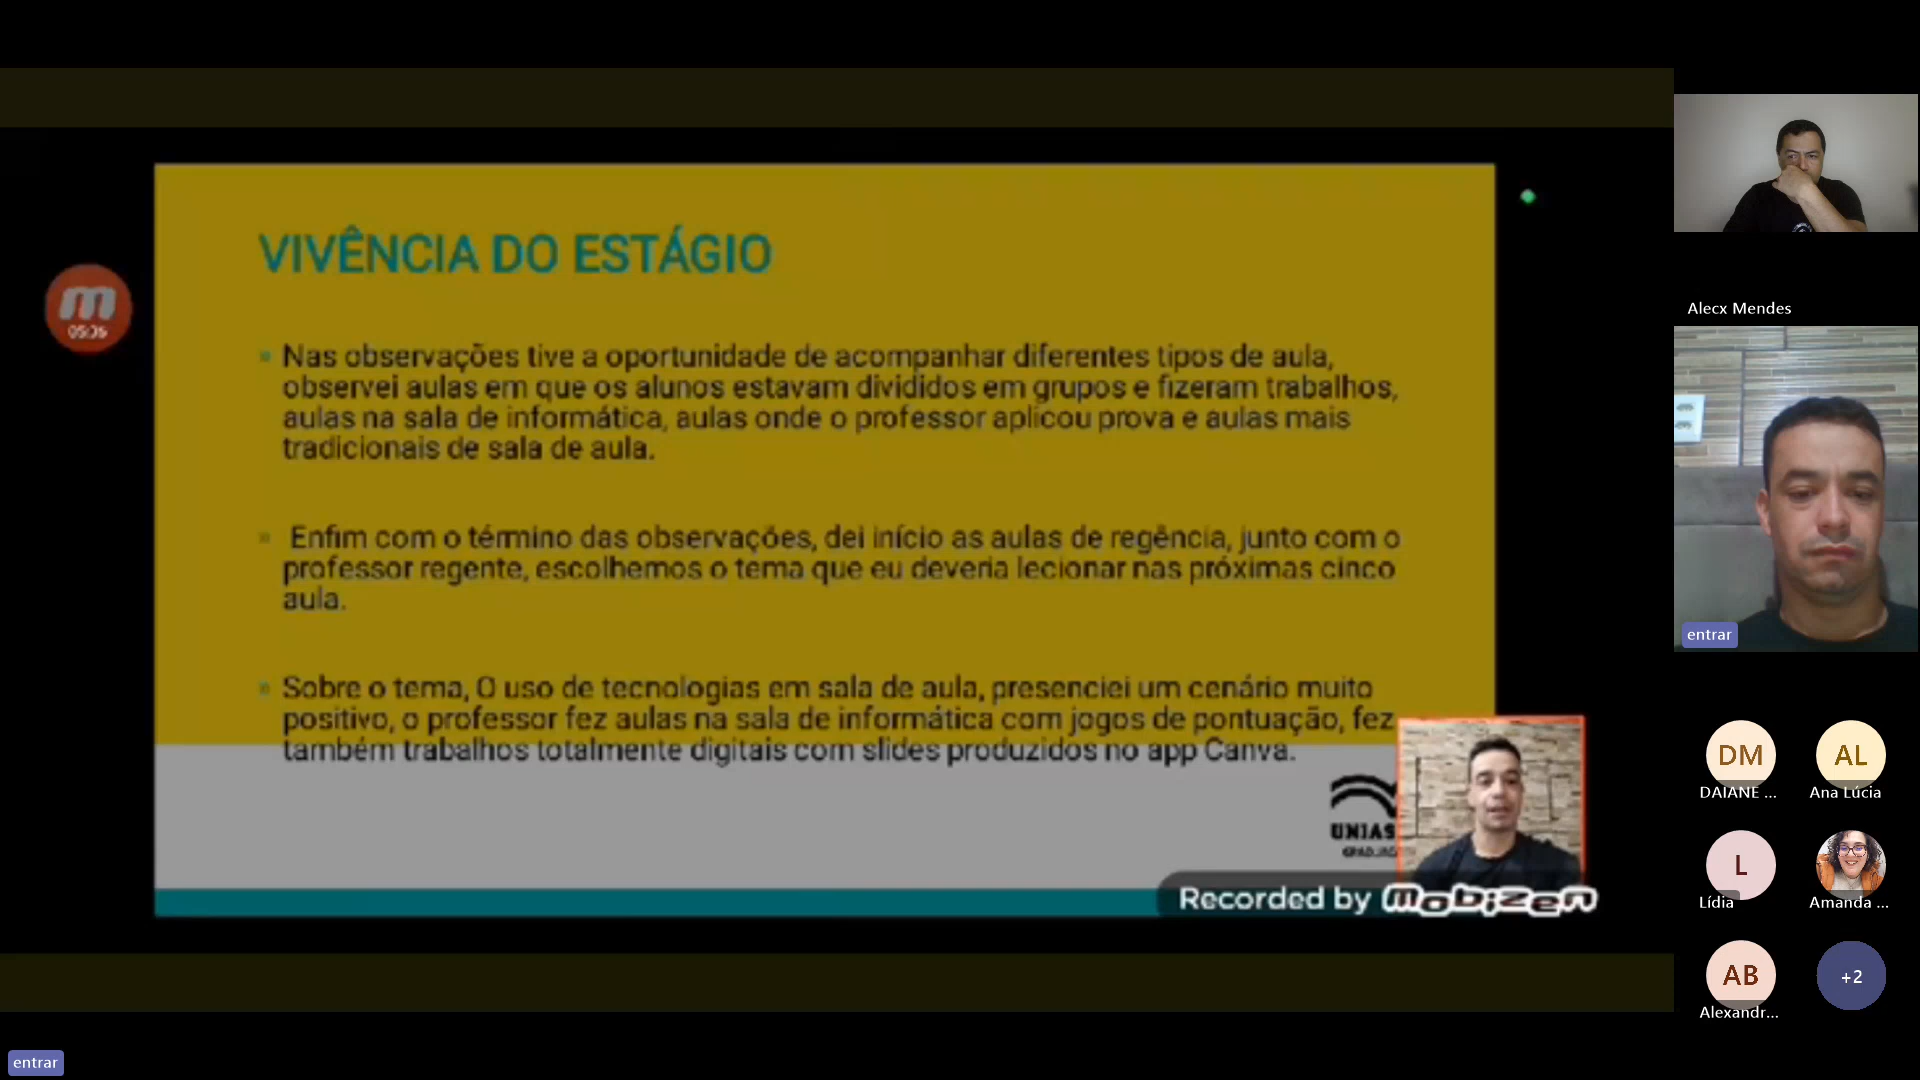 VIVÊNCIA DO ESTÁGIO
05:35
» Nas observações tive a oportunidade de acompanhar diferentes tipos de aula,
observei aulas em que os alunos estavam divididos em grupos e fizeram trabalhos,
aulas na sala de informática, aulas onde o professor aplicou prova e aulas mais
tradicionais de sala de aula.
» Enfim com o término das observações, dei início as aulas de regência, junto com o
professor regente, escolhemos o tema que eu deveria lecionar nas próximas cinco
aula.
» Sobre o tema, O uso de tecnologias em sala de aula, presenciei um cenário muito
positivo, o professor fez aulas na sala de informática com jogos de pontuação, fez
também trabalhos totalmente digitais com slides produzidos no app Canva.
UNIAS
Recorded by mobizen
Alecx Mendes
entrar
DM
DAIANE ...
AL
Ana Lúcia
L
Lídia
Amanda ...
AB
Alexandr...
+2
entrar